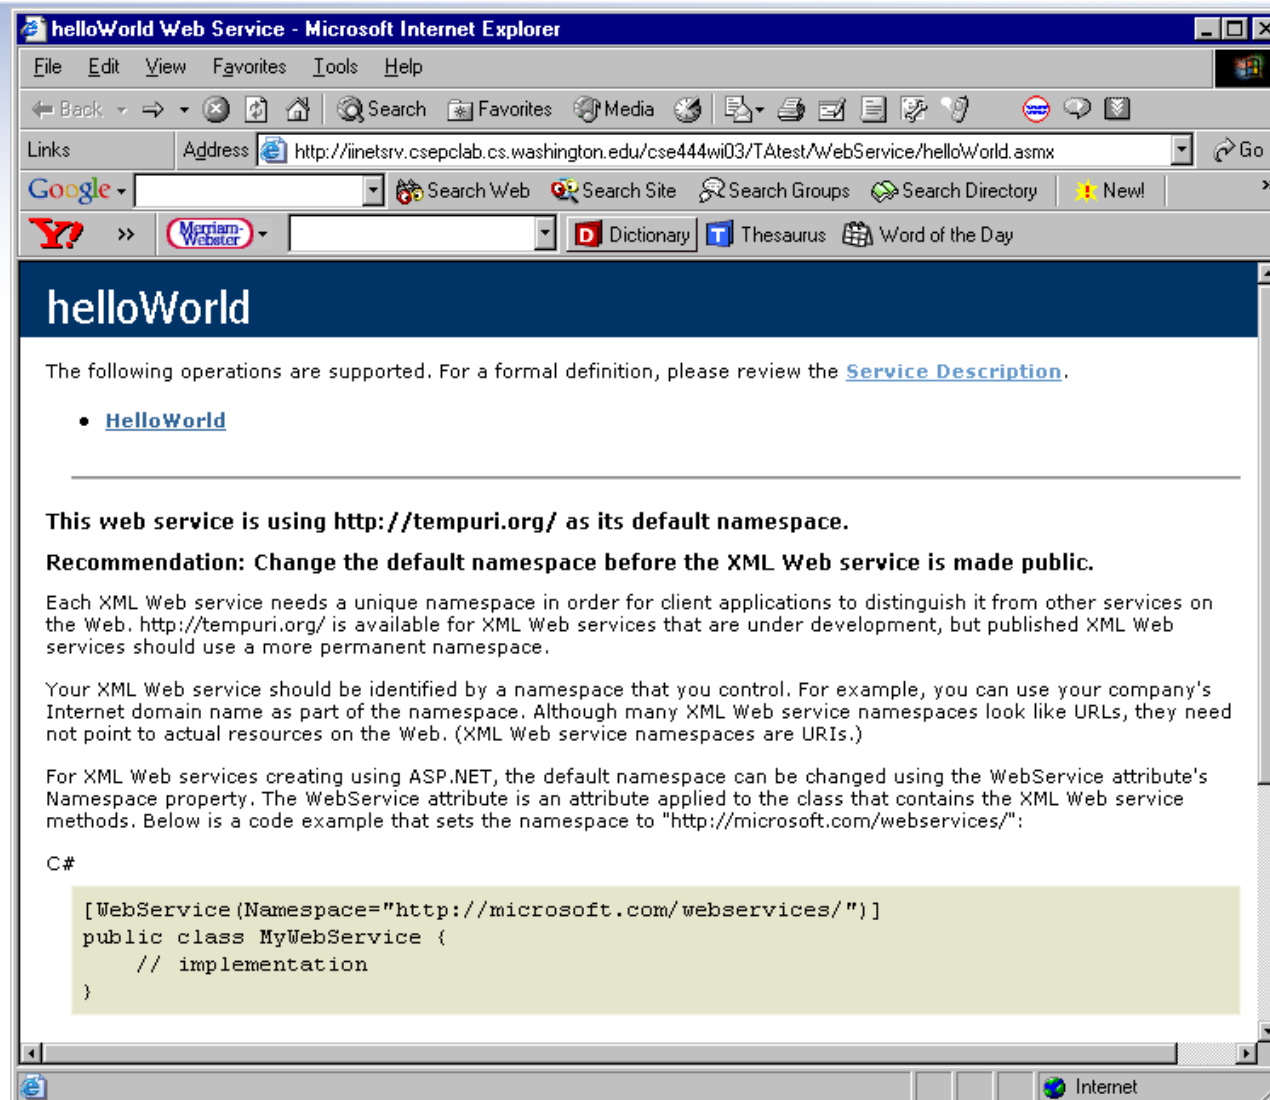 helloWorld Web Service - Microsoft Internet Explorer
File Edit View Favorites Tools Help
Back Search Favorites Media
Links Address http://iinetsrv.csepclab.cs.washington.edu/cse444wi03/TAtest/WebService/helloWorld.asmx Go
Google Search Web Search Site Search Groups Search Directory New! »
Y! » Merriam-Webster D Dictionary T Thesaurus Word of the Day
helloWorld
The following operations are supported. For a formal definition, please review the Service Description.
• HelloWorld
This web service is using http://tempuri.org/ as its default namespace.
Recommendation: Change the default namespace before the XML Web service is made public.
Each XML Web service needs a unique namespace in order for client applications to distinguish it from other services on
the Web. http://tempuri.org/ is available for XML Web services that are under development, but published XML Web
services should use a more permanent namespace.
Your XML Web service should be identified by a namespace that you control. For example, you can use your company's
Internet domain name as part of the namespace. Although many XML Web service namespaces look like URLs, they need
not point to actual resources on the Web. (XML Web service namespaces are URIs.)
For XML Web services creating using ASP.NET, the default namespace can be changed using the WebService attribute's
Namespace property. The WebService attribute is an attribute applied to the class that contains the XML Web service
methods. Below is a code example that sets the namespace to "http://microsoft.com/webservices/":
C#
[WebService(Namespace="http://microsoft.com/webservices/")]
public class MyWebService {
// implementation
}
Internet